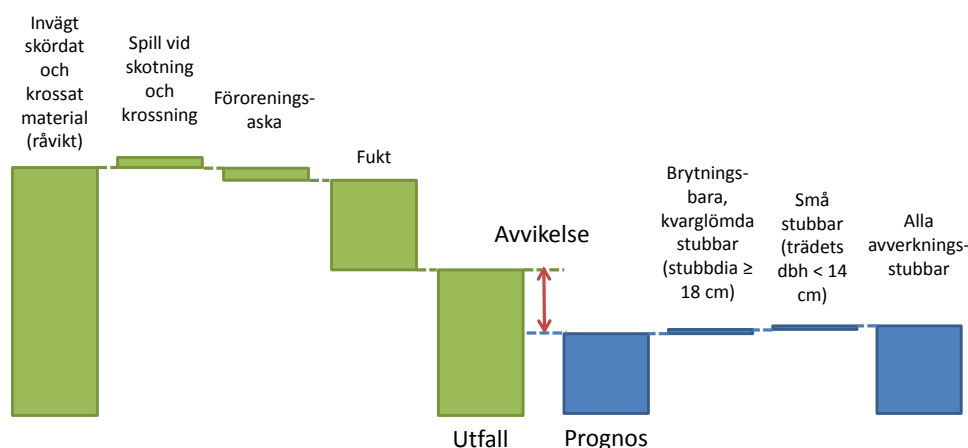 Invägt
skördat
och
krossat
material
(råvikt)
Spill vid
skotning
och
krossning
Förorenings-
aska
Fukt
Avvikelse
Brytnings-
bara,
kvarglömda
stubbar
(stubbdia ≥
18 cm)
Små
stubbar
(trädets
dbh < 14
cm)
Alla
avverknings-
stubbar
Utfall
Prognos